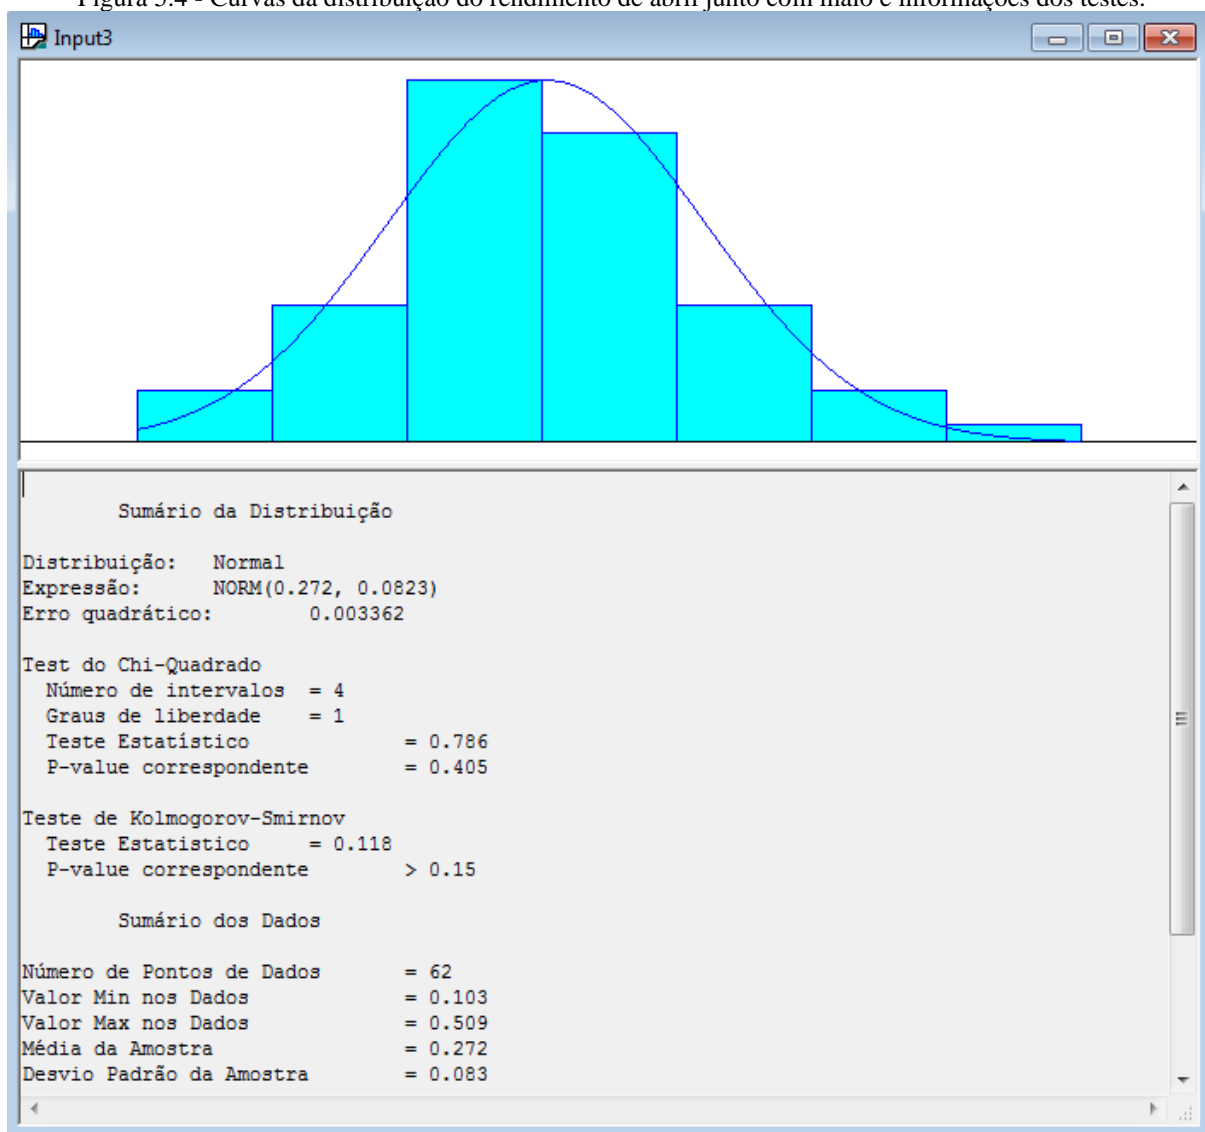 Figura 5.4 - Curvas da distribuição do rendimento de abril junto com maio e informações dos testes.
Input3
Sumário da Distribuição
Distribuição: Normal
Expressão: NORM(0.272, 0.0823)
Erro quadrático: 0.003362
Test do Chi-Quadrado
Número de intervalos = 4
Graus de liberdade = 1
Teste Estatístico = 0.786
P-value correspondente = 0.405
Teste de Kolmogorov-Smirnov
Teste Estatistico = 0.118
P-value correspondente > 0.15
Sumário dos Dados
Número de Pontos de Dados = 62
Valor Min nos Dados = 0.103
Valor Max nos Dados = 0.509
Média da Amostra = 0.272
Desvio Padrão da Amostra = 0.083